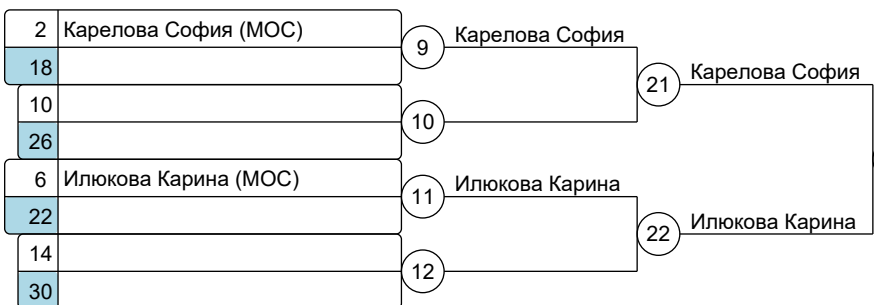 2 Карелова София (МОС)
18
9 Карелова София
10
26
10
21 Карелова София
6 Илюкова Карина (МОС)
22
11 Илюкова Карина
14
30
12
22 Илюкова Карина